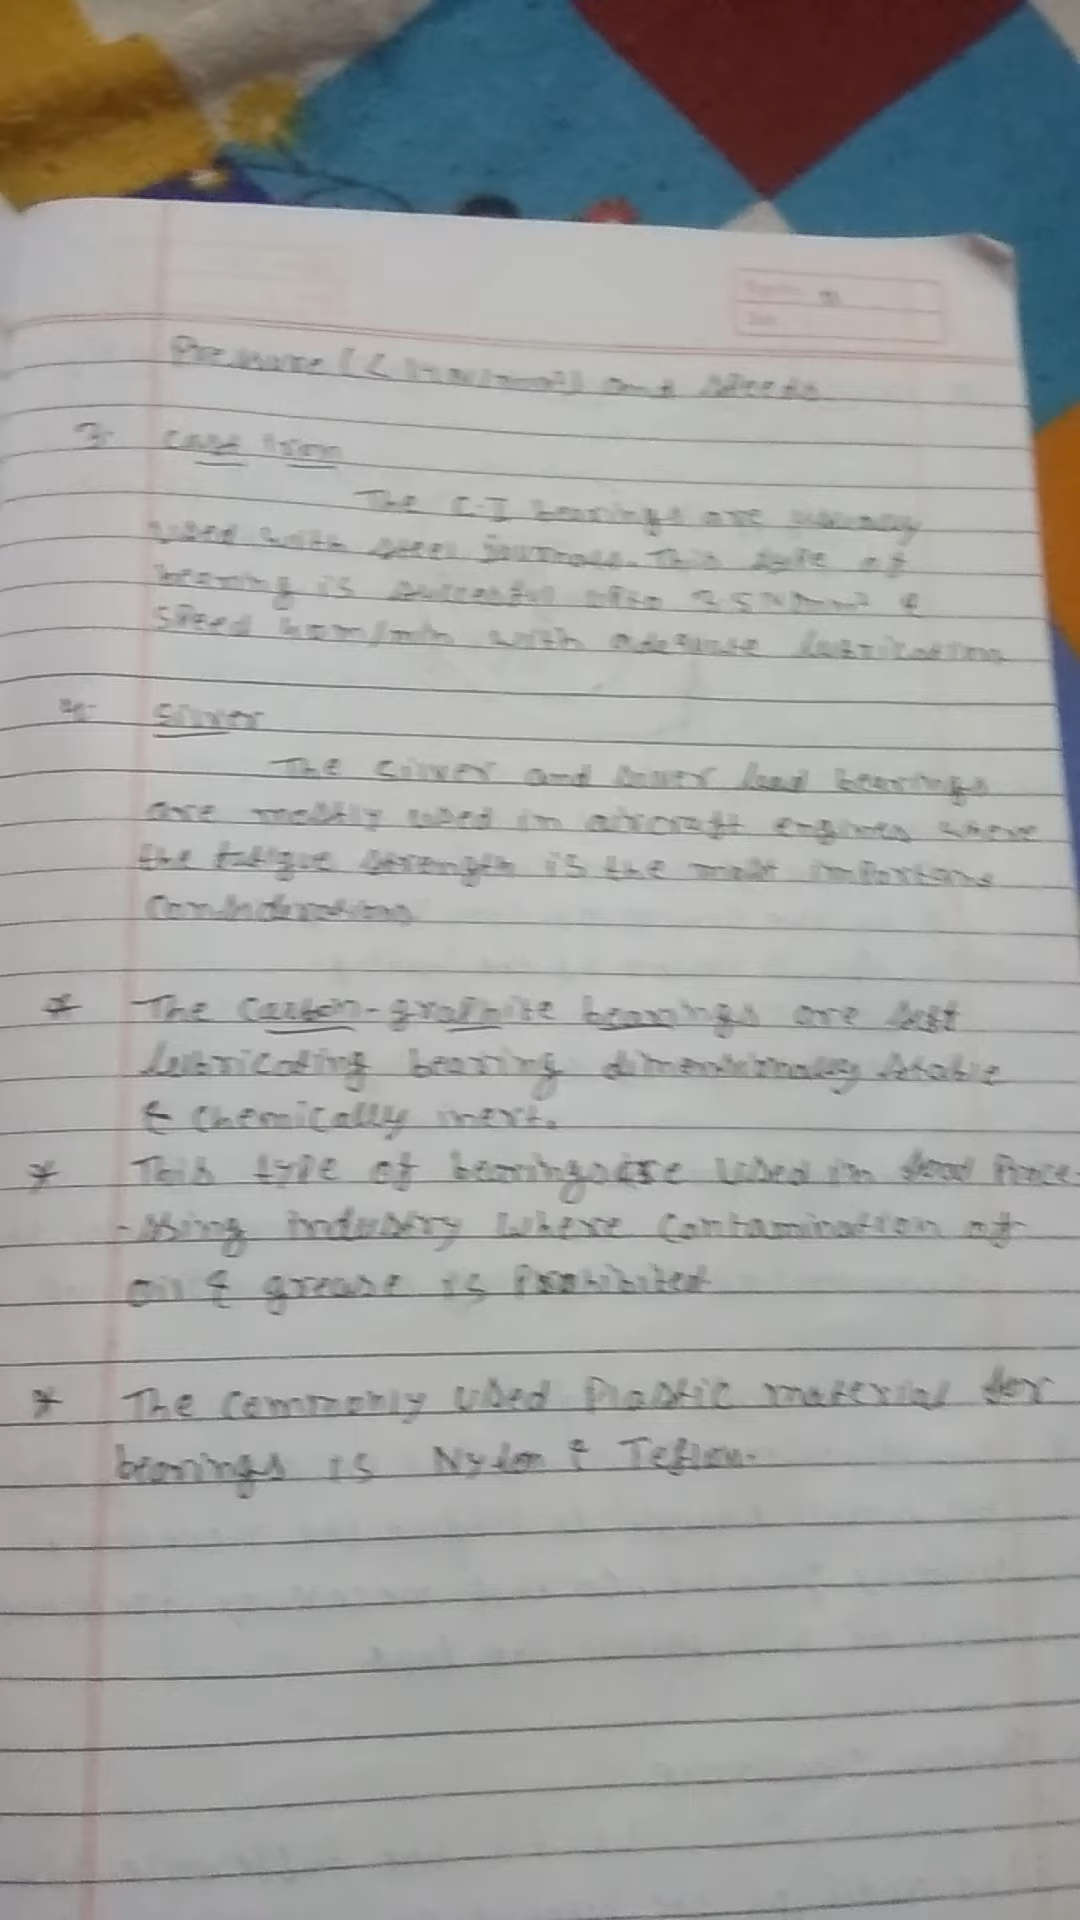 Pressure ( < 14 N/mm²) and speeds
3. cast iron
The C.I bearings are usually
used with steel journals. This type of
bearing is successful upto 3.5 N/mm² &
speed 40 m/min with adequate lubrication
4. Silver
The silver and silver lead bearings
are mostly used in aircraft engines where
the fatigue strength is the most important
consideration
* The carbon-graphite bearings are self
lubricating bearing dimensionally stable
& chemically inert.
* This type of bearings are used in food Proce-
-ssing industry where contamination of
oil & grease is Prohibited
* The commonly used Plastic material for
bearings is Nylon & Teflon.